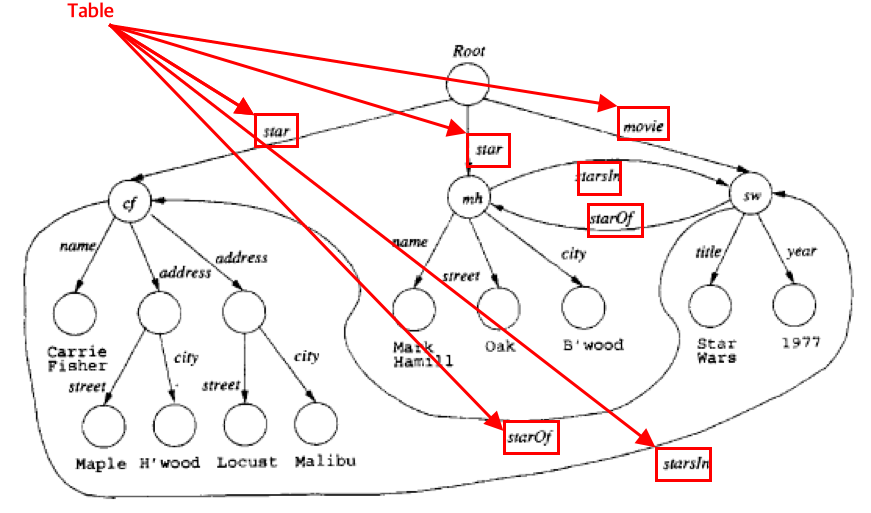 Table
Root
star
star
movie
starsIn
starOf
cf
mh
sw
name
address
address
name
street
city
title
year
Carrie
Fisher
street
city
street
city
Mark
Hamill
Oak
B'wood
Star
Wars
1977
Maple
H'wood
Locust
Malibu
starOf
starsIn